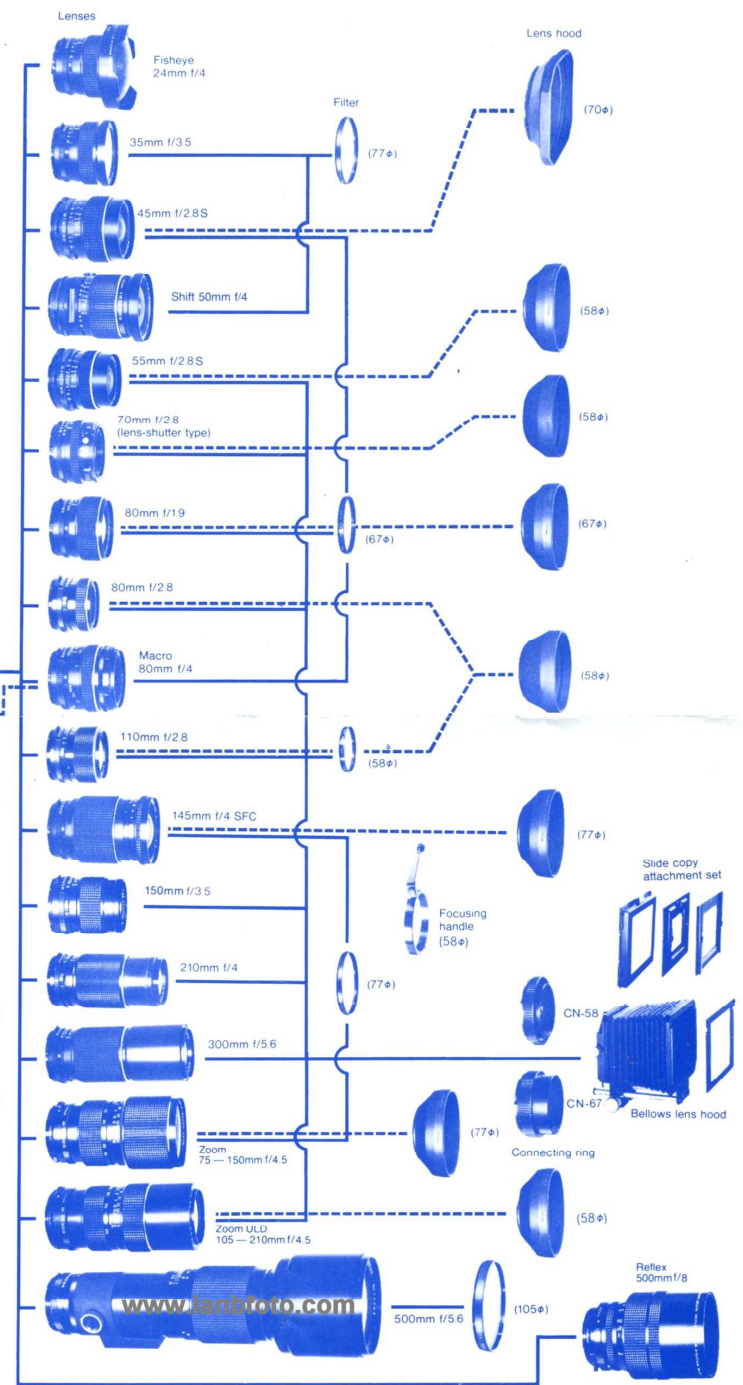 Lenses
Lens hood
Fisheye
24mm f/4
Filter
(70φ)
35mm f/3.5
(77φ)
45mm f/2.8S
Shift 50mm f/4
(58φ)
55mm f/2.8S
70mm f/2.8
(lens-shutter type)
(58φ)
80mm f/1.9
(67φ)
(67φ)
80mm f/2.8
Macro
80mm f/4
(58φ)
110mm f/2.8
(58φ)
145mm f/4 SFC
(77φ)
Slide copy
attachment set
150mm f/3.5
Focusing
handle
(58φ)
210mm f/4
(77φ)
CN-58
300mm f/5.6
CN-67
Bellows lens hood
(77φ)
Zoom
75 — 150mm f/4.5
Connecting ring
(58φ)
Zoom ULD
105 — 210mm f/4.5
Reflex
500mm f/8
www.ianbfoto.com
500mm f/5.6
(105φ)